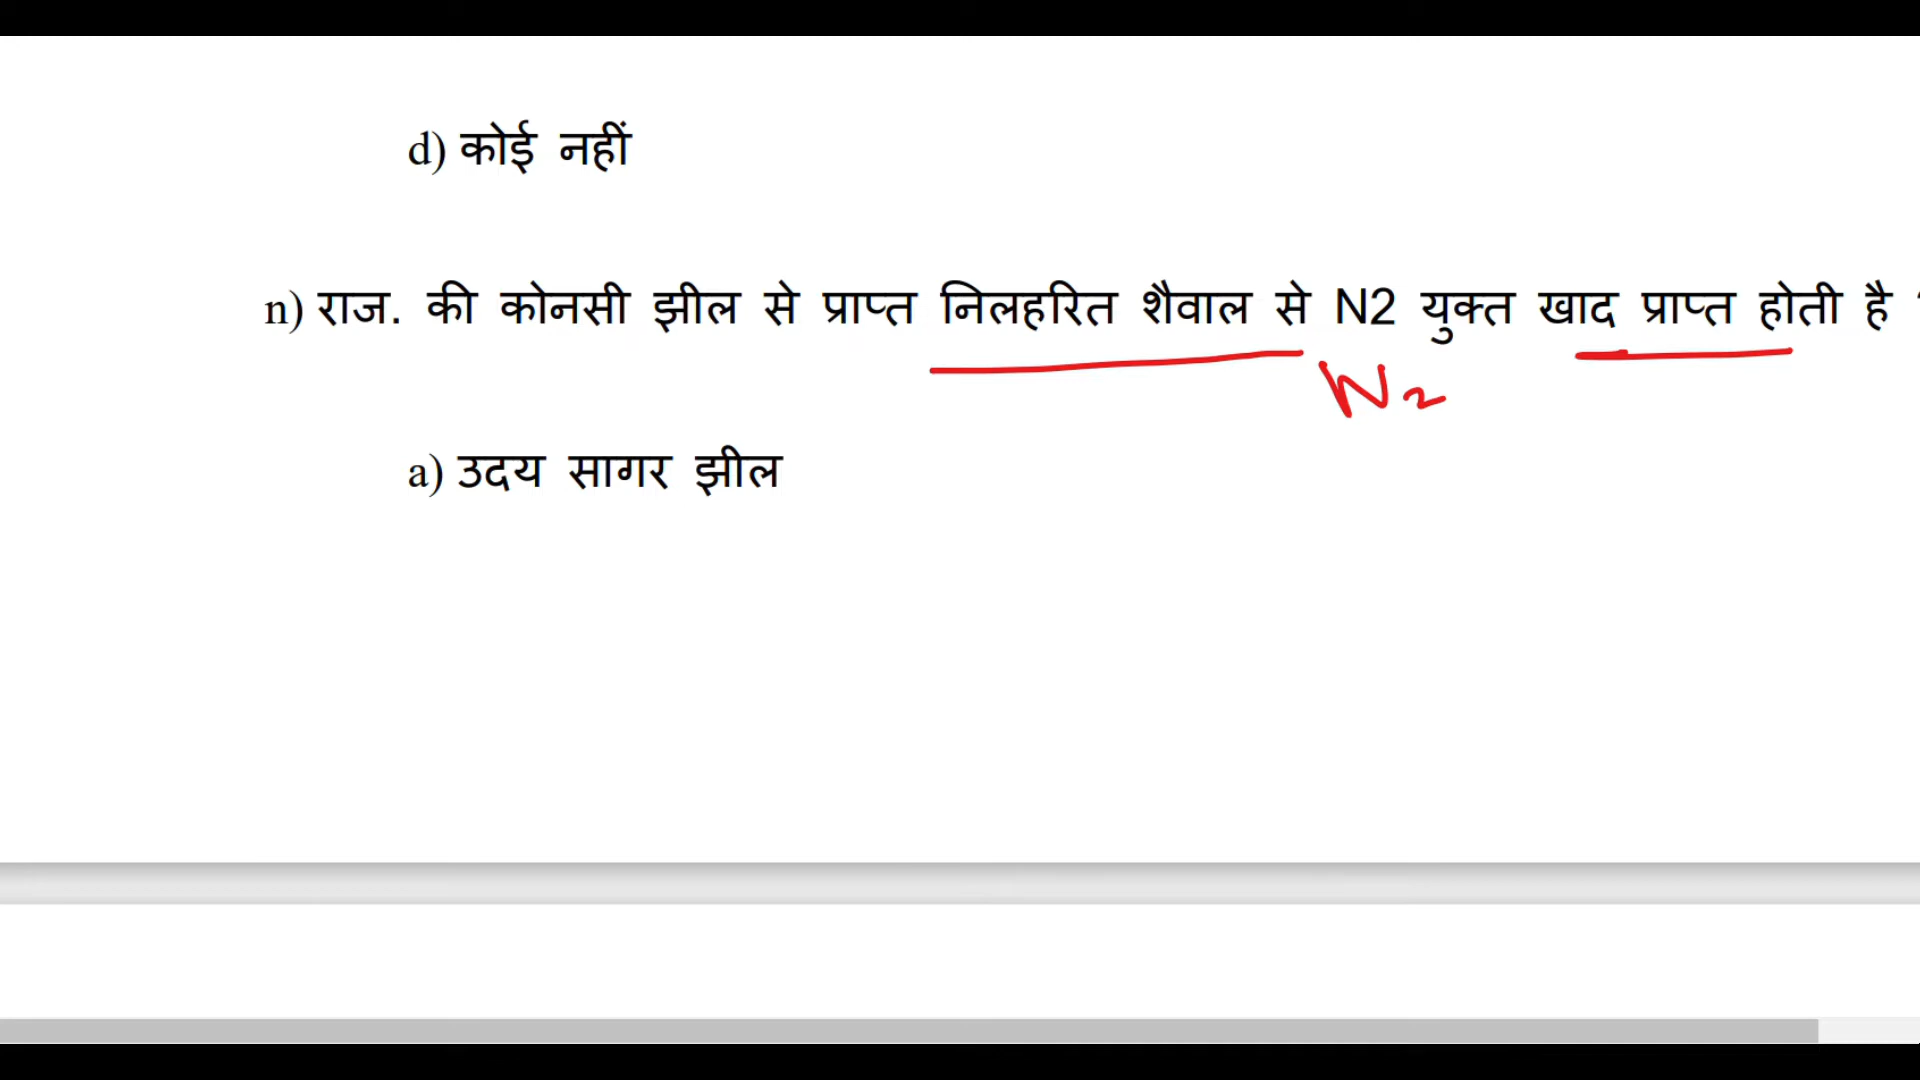 d) कोई नहीं
n) राज. की कोनसी झील से प्राप्त निलहरित शैवाल से N2 युक्त खाद प्राप्त होती है
N2
a) उदय सागर झील